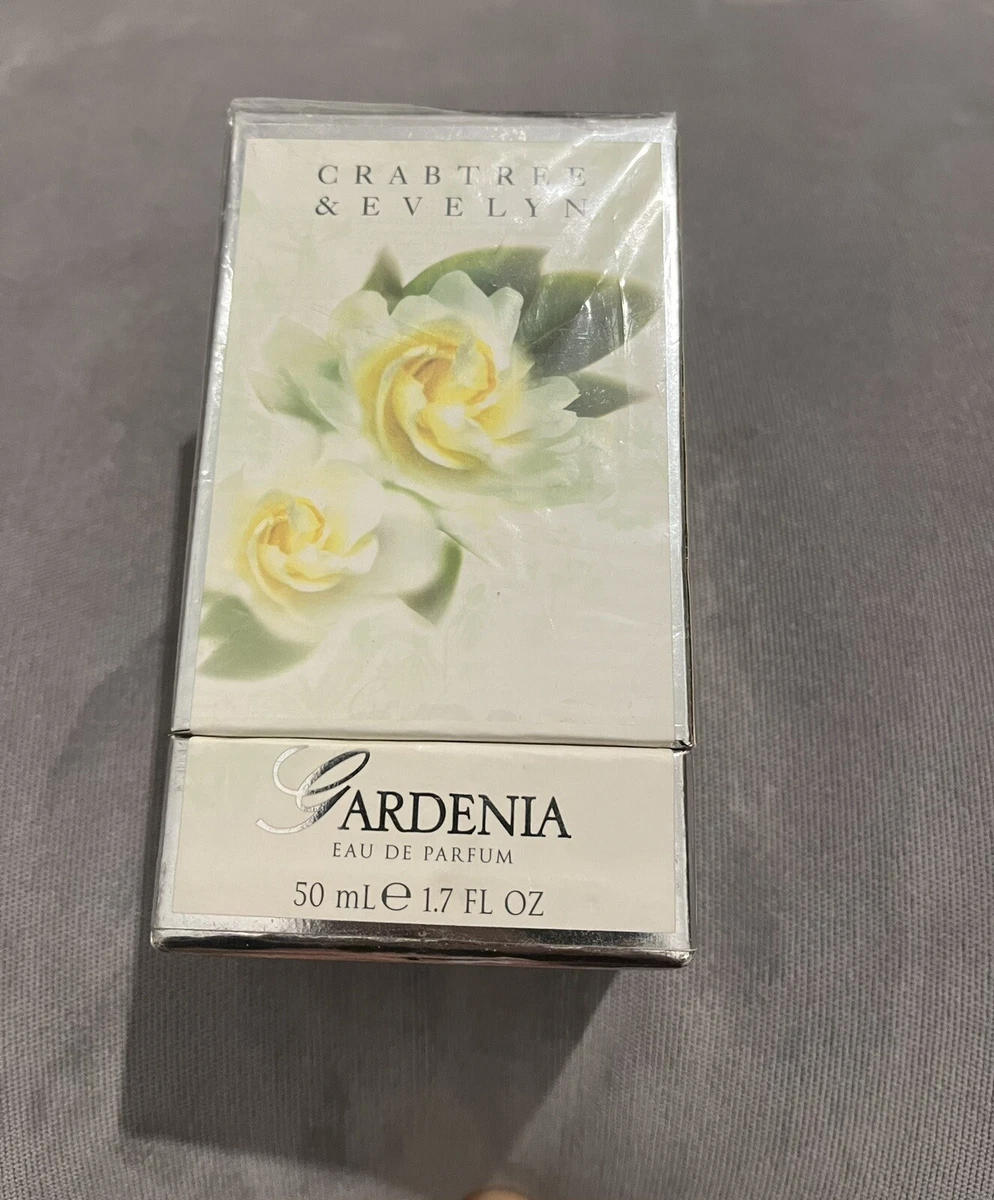 CRABTREE
& EVELYN
GARDENIA
EAU DE PARFUM
50 mL ℮ 1.7 FL OZ